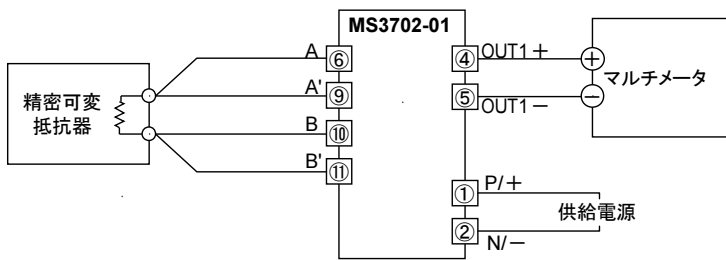 MS3702-01
精密可変
抵抗器
A
⑥
A'
⑨
B
⑩
B'
⑪
④
OUT1+
⑤
OUT1-
+
-
マルチメータ
①
P/+
②
N/-
供給電源